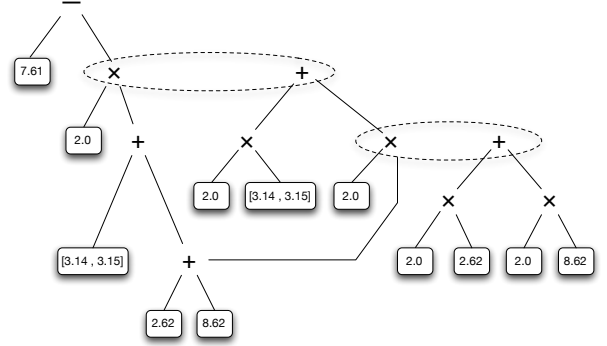 −
7.61 × +
2.0 + × × +
2.0 [3.14 , 3.15] 2.0 × ×
[3.14 , 3.15] + 2.0 2.62 2.0 8.62
2.62 8.62